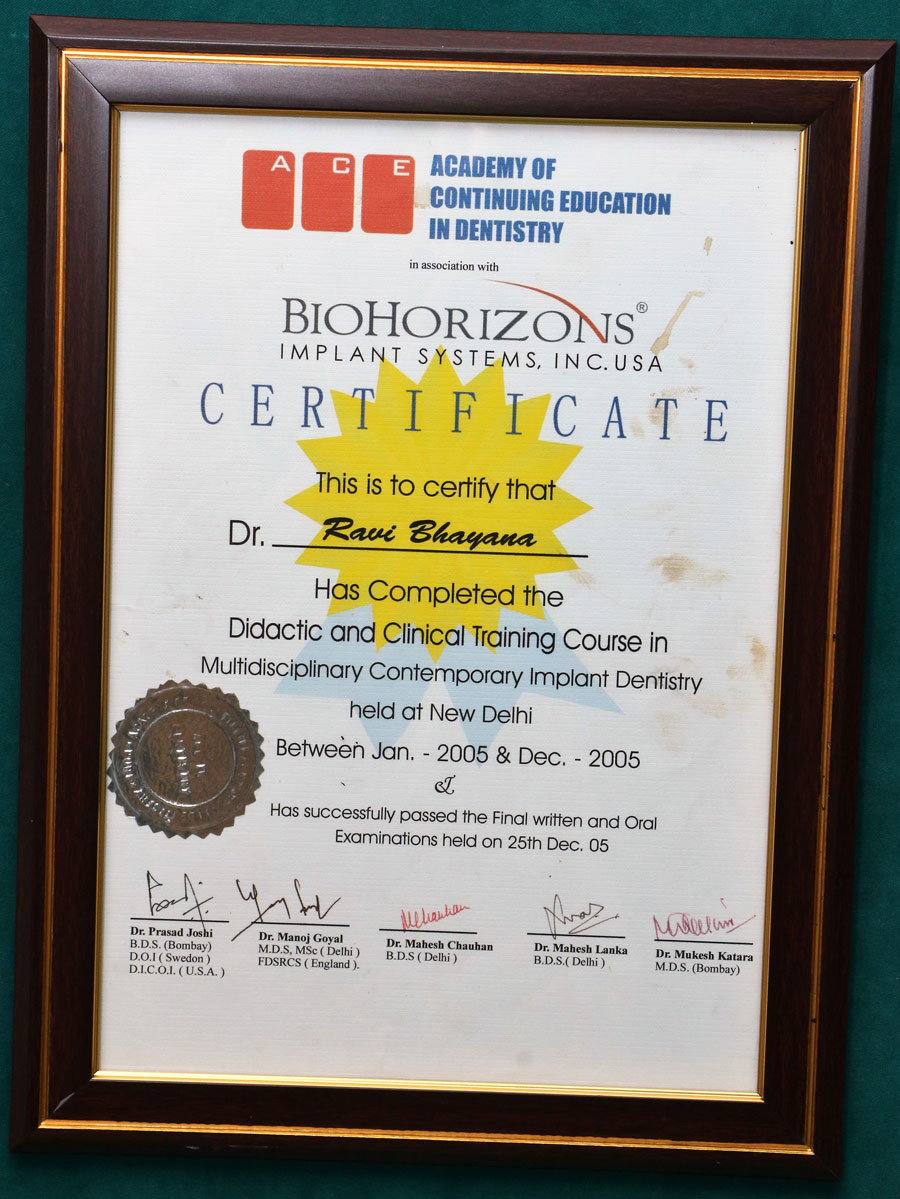 A C E
ACADEMY OF
CONTINUING EDUCATION
IN DENTISTRY
in association with
BIOHORIZONS®
IMPLANT SYSTEMS, INC. USA
CERTIFICATE
This is to certify that
Dr. Ravi Bhayana
Has Completed the
Didactic and Clinical Training Course in
Multidisciplinary Contemporary Implant Dentistry
held at New Delhi
Between Jan. - 2005 & Dec. - 2005
&
Has successfully passed the Final written and Oral
Examinations held on 25th Dec. 05
Dr. Prasad Joshi
B.D.S. (Bombay)
D.O.I ( Swedon )
D.I.C.O.I. ( U.S.A. )
Dr. Manoj Goyal
M.D.S, MSc ( Delhi )
FDSRCS ( England ).
Dr. Mahesh Chauhan
B.D.S ( Delhi )
Dr. Mahesh Lanka
B.D.S.( Delhi )
Dr. Mukesh Katara
M.D.S. (Bombay)